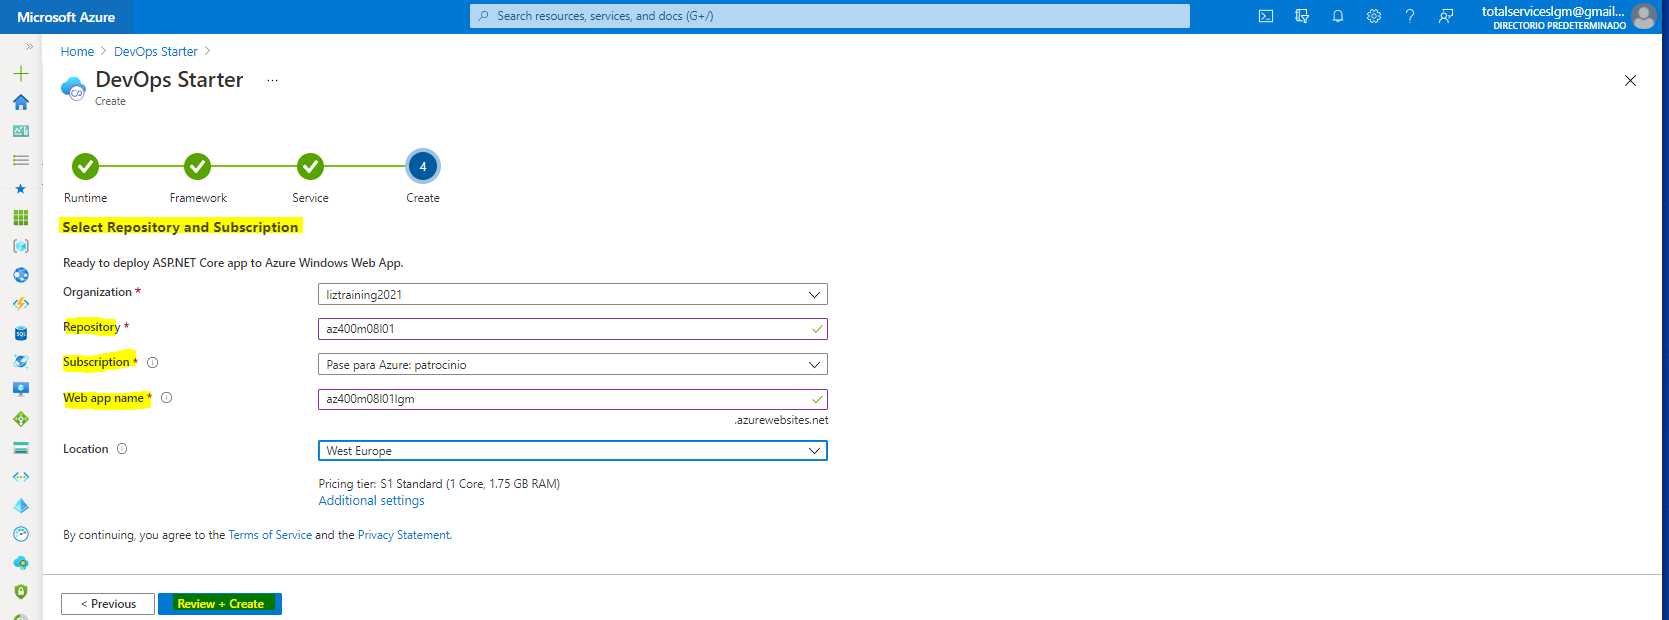 Microsoft Azure
Search resources, services, and docs (G+/)
totalserviceslgm@gmail...
DIRECTORIO PREDETERMINADO
Home > DevOps Starter >
DevOps Starter ...
Create
4
Runtime Framework Service Create
Select Repository and Subscription
Ready to deploy ASP.NET Core app to Azure Windows Web App.
Organization *
liztraining2021
Repository *
az400m08l01
Subscription *
Pase para Azure: patrocinio
Web app name *
az400m08l01lgm
.azurewebsites.net
Location
West Europe
Pricing tier: S1 Standard (1 Core, 1.75 GB RAM)
Additional settings
By continuing, you agree to the Terms of Service and the Privacy Statement.
< Previous
Review + Create